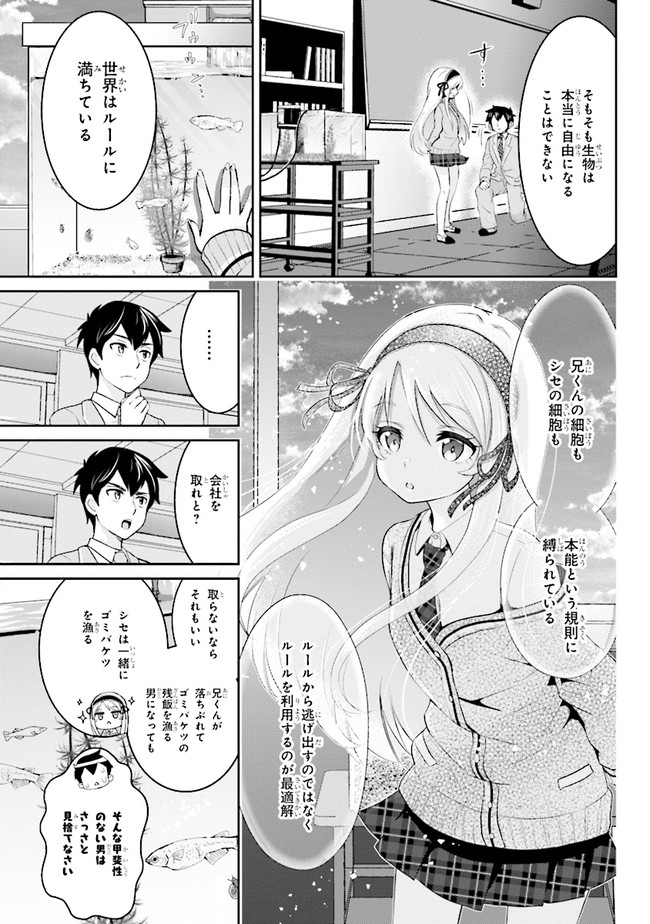 そもそも生物は
本当に自由になる
ことはできない
すっ…
世界はルールに
満ちている
兄くんの細胞も
シセの細胞も
本能という規則に
縛られている
ルールから逃げ出すのではなく
ルールを利用するのが最適解
……
会社を
取れと？
取らないなら
それもいい
兄くんが
落ちぶれて
ゴミバケツの
残飯を漁る
男になっても
シセは一緒に
ゴミバケツ
を漁る
そんな甲斐性
のない男は
さっさと
見捨てなさい